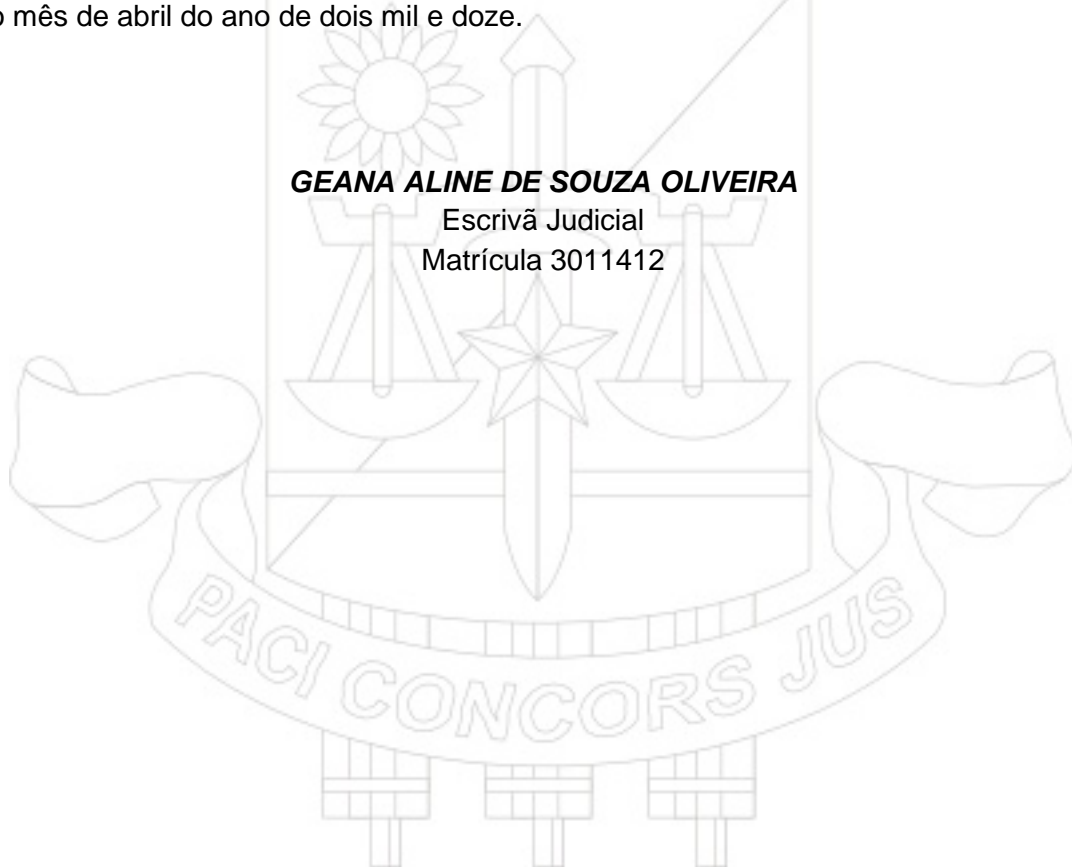 o mês de abril do ano de dois mil e doze.
GEANA ALINE DE SOUZA OLIVEIRA
Escrivã Judicial
Matrícula 3011412
PACI CONCORS JUS